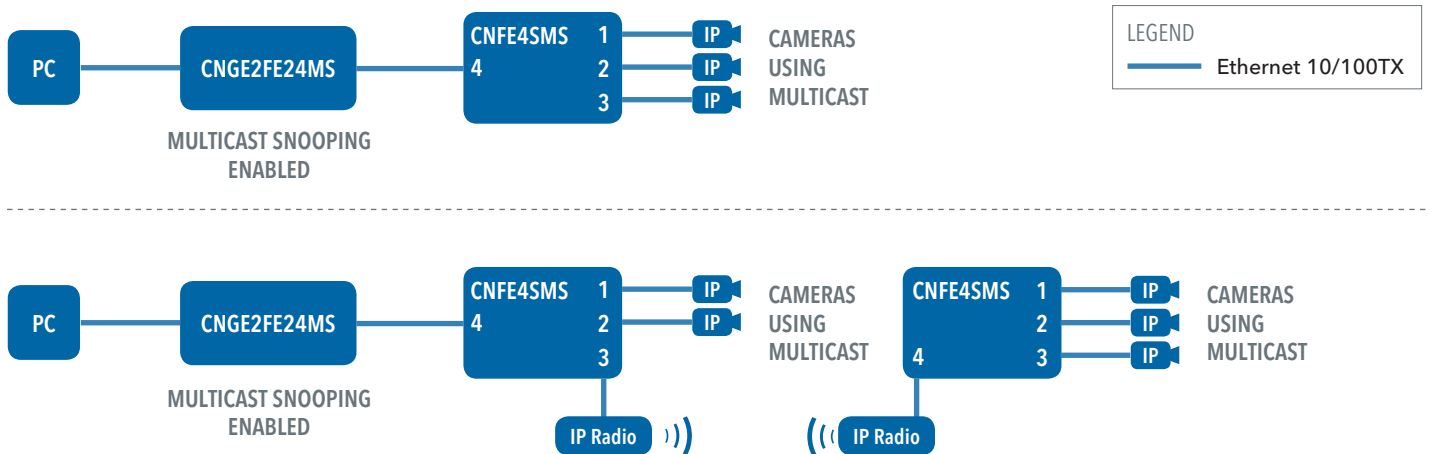 PC
CNGE2FE24MS
MULTICAST SNOOPING
ENABLED
CNFE4SMS 1
4 2
3
IP
IP
IP
CAMERAS
USING
MULTICAST
LEGEND
Ethernet 10/100TX
PC
CNGE2FE24MS
MULTICAST SNOOPING
ENABLED
CNFE4SMS 1
4 2
3
IP
IP
CAMERAS
USING
MULTICAST
IP Radio
CNFE4SMS 1
2
4 3
IP
IP
IP
CAMERAS
USING
MULTICAST
IP Radio